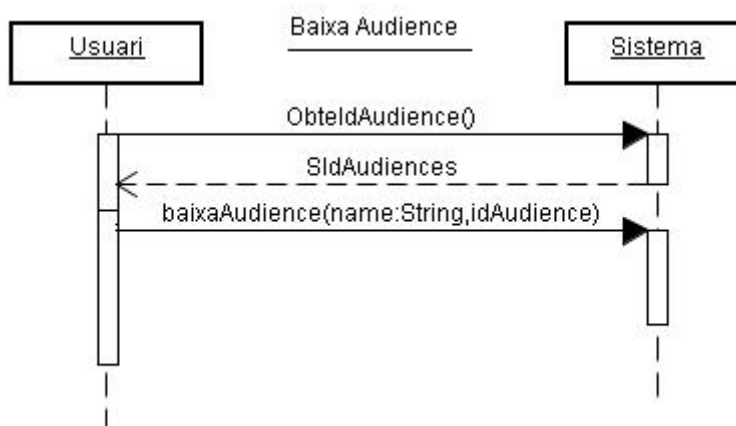 Baixa Audience
Usuari
Sistema
ObteIdAudience()
SIdAudiences
baixaAudience(name:String,idAudience)